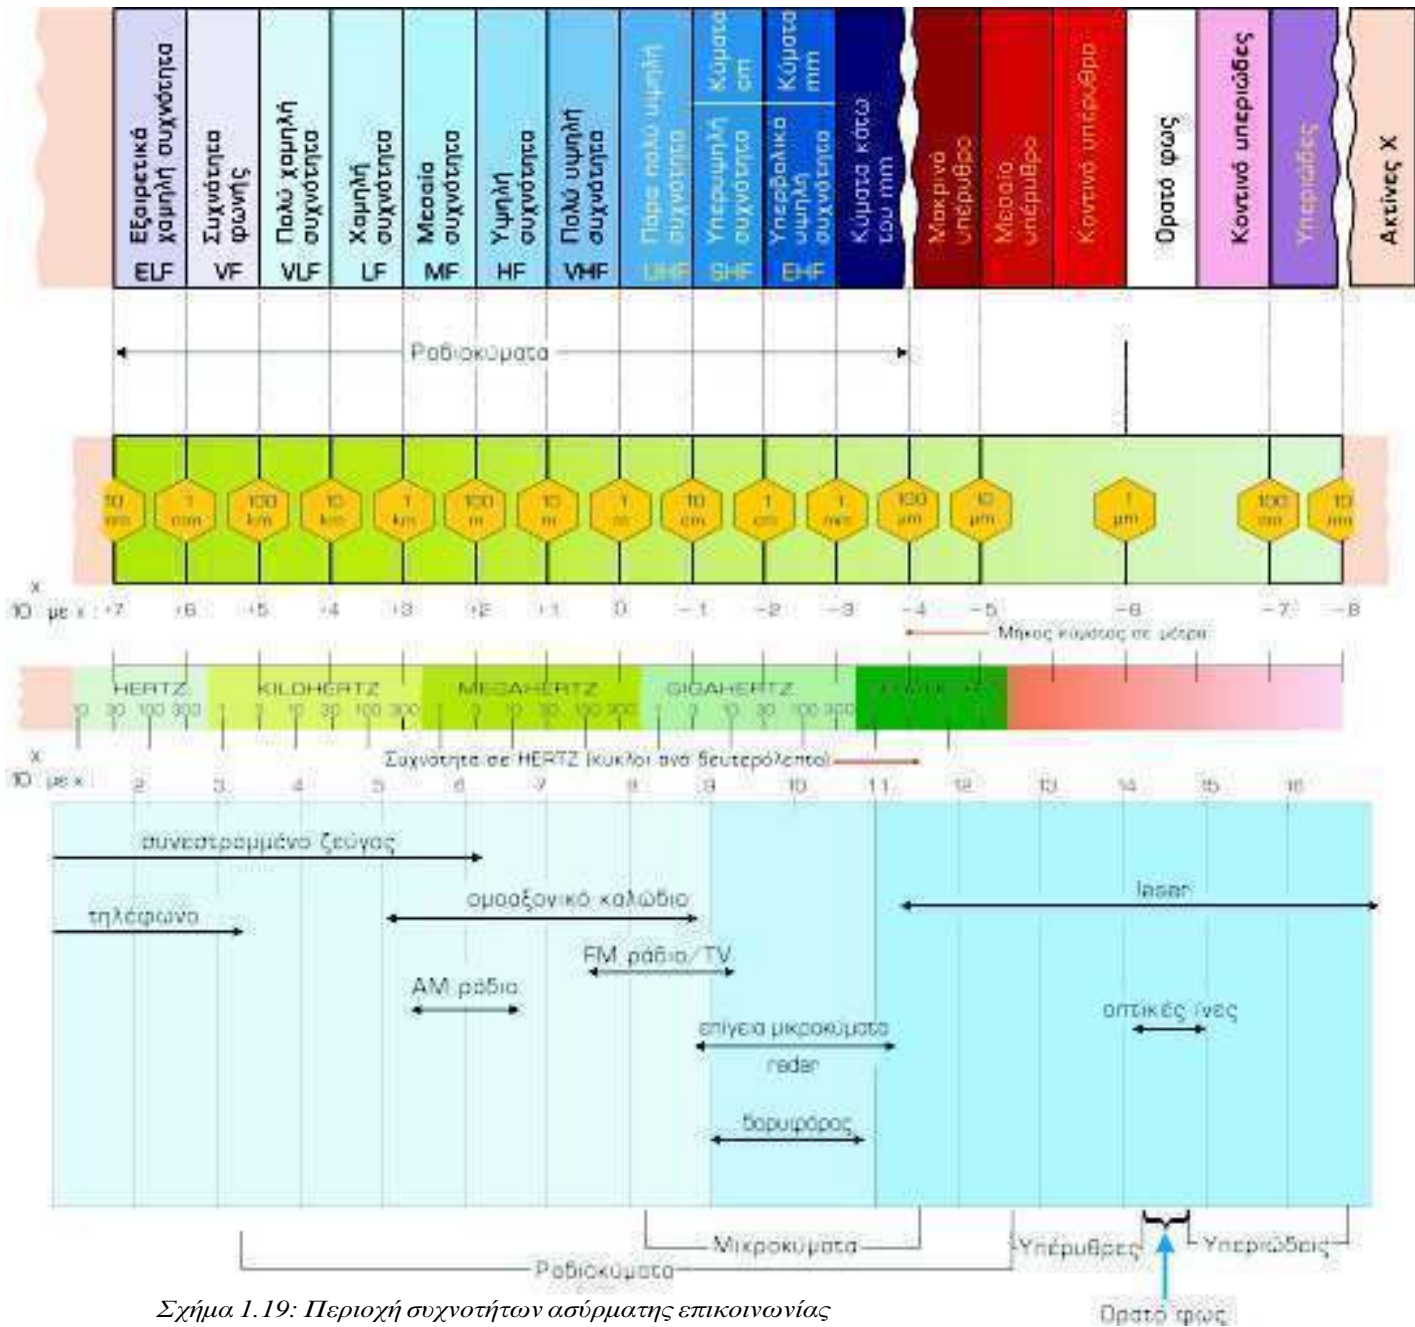 Εξαιρετικά
χαμηλή συχνότητα
ELF
Συχνότητα
φωνής
VF
Πολύ χαμηλή
συχνότητα
VLF
Χαμηλή
συχνότητα
LF
Μεσαία
συχνότητα
MF
Υψηλή
συχνότητα
HF
Πολύ υψηλή
συχνότητα
VHF
Πάρα πολύ υψηλή
συχνότητα
UHF
Κύματα
cm
Υπερυψηλή
συχνότητα
SHF
Κύματα
mm
Υπερβολικα
υψηλή
συχνότητα
EHF
Κύματα κάτω
του mm
Μακρινό
υπέρυθρο
Μεσαίο
υπέρυθρο
Κοντινό υπέρυθρο
Ορατό φως
Κοντινό υπεριώδες
Υπεριώδες
Ακτίνες Χ
Ραδιοκύματα
10 1 100 10 1 100 10 1 10 1 1 100 10 1 100 10
km km km m m m cm cm mm μm μm μm nm nm
x
10 με x : +7 +6 +5 +4 +3 +2 +1 0 -1 -2 -3 -4 -5 -6 -7 -8
Μήκος κύματος σε μέτρα
HERTZ KILOHERTZ MEGAHERTZ GIGAHERTZ
10 30 100 300 1 3 10 30 100 300 1 3 10 30 100 300 1 3 10 30 100 300
Συχνότητα σε HERTZ (κύκλοι ανά δευτερόλεπτο)
x
10 με x 2 3 4 5 6 7 8 9 10 11 12 13 14 15 16
συνεστραμμένο ζεύγος
ομοαξονικό καλώδιο
laser
τηλέφωνο
FM ράδιο/TV
AM ράδιο
οπτικές ίνες
επίγεια μικροκύματα
radar
δορυφόρος
Μικροκύματα
Υπέρυθρες
Υπεριώδεις
Ραδιοκύματα
Σχήμα 1.19: Περιοχή συχνοτήτων ασύρματης επικοινωνίας
Ορατό φως